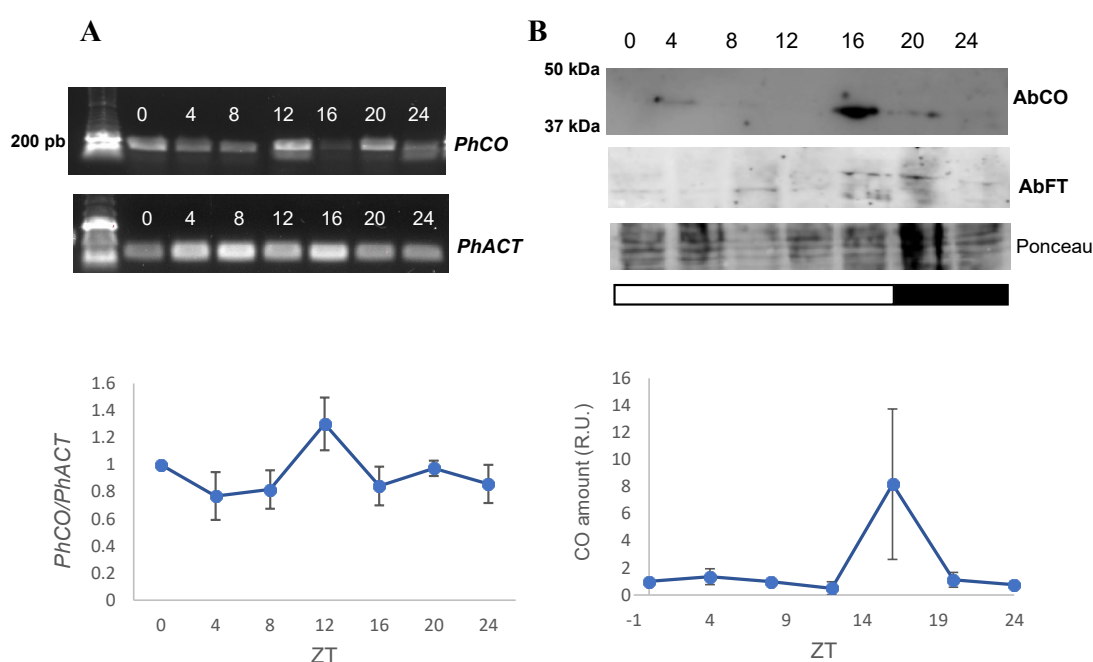 A
0 4 8 12 16 20 24
200 pb
PhCO
0 4 8 12 16 20 24
PhACT
1.6
1.4
1.2
1
0.8
0.6
0.4
0.2
0
PhCO/PhACT
0 4 8 12 16 20 24
ZT
B
0 4 8 12 16 20 24
50 kDa
AbCO
37 kDa
AbFT
Ponceau
16
14
12
10
8
6
4
2
0
CO amount (R.U.)
-1 4 9 14 19 24
ZT